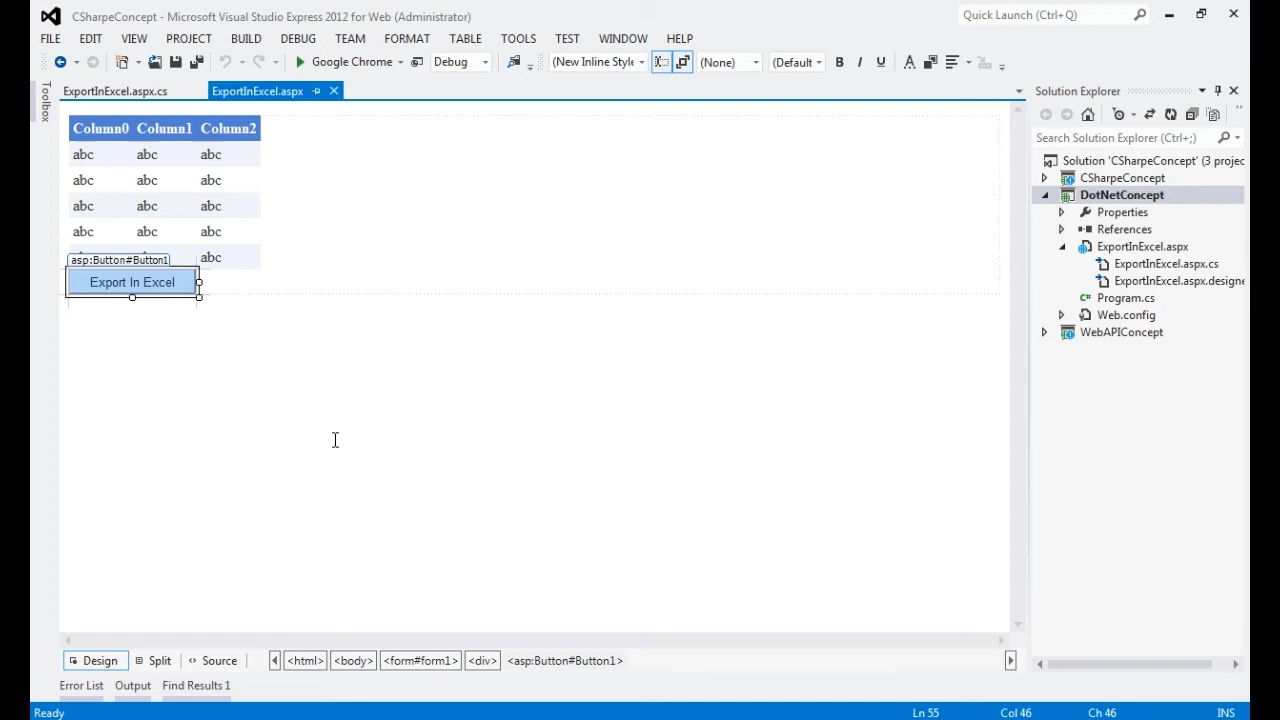 CSharpeConcept - Microsoft Visual Studio Express 2012 for Web (Administrator)
Quick Launch (Ctrl+Q)
FILE EDIT VIEW PROJECT BUILD DEBUG TEAM FORMAT TABLE TOOLS TEST WINDOW HELP
Google Chrome Debug (New Inline Style (None) (Default B I U A
Toolbox
ExportInExcel.aspx.cs ExportInExcel.aspx
Column0 Column1 Column2
abc abc abc
abc abc abc
abc abc abc
abc abc abc
abc
asp:Button#Button1
Export In Excel
Solution Explorer
Search Solution Explorer (Ctrl+;)
Solution 'CSharpeConcept' (3 projec
CSharpeConcept
DotNetConcept
Properties
References
ExportInExcel.aspx
ExportInExcel.aspx.cs
ExportInExcel.aspx.designe
C# Program.cs
Web.config
WebAPIConcept
Design Split Source <html> <body> <form#form1> <div> <asp:Button#Button1>
Error List Output Find Results 1
Ready Ln 55 Col 46 Ch 46 INS